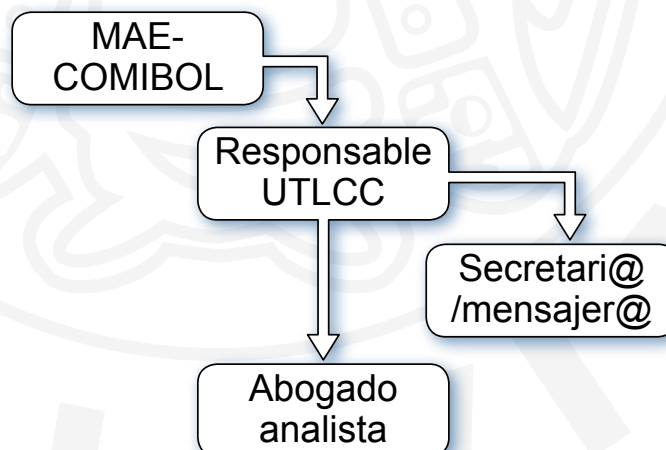 MAE-
COMIBOL
Responsable
UTLCC
Secretari@
/mensajer@
Abogado
analista